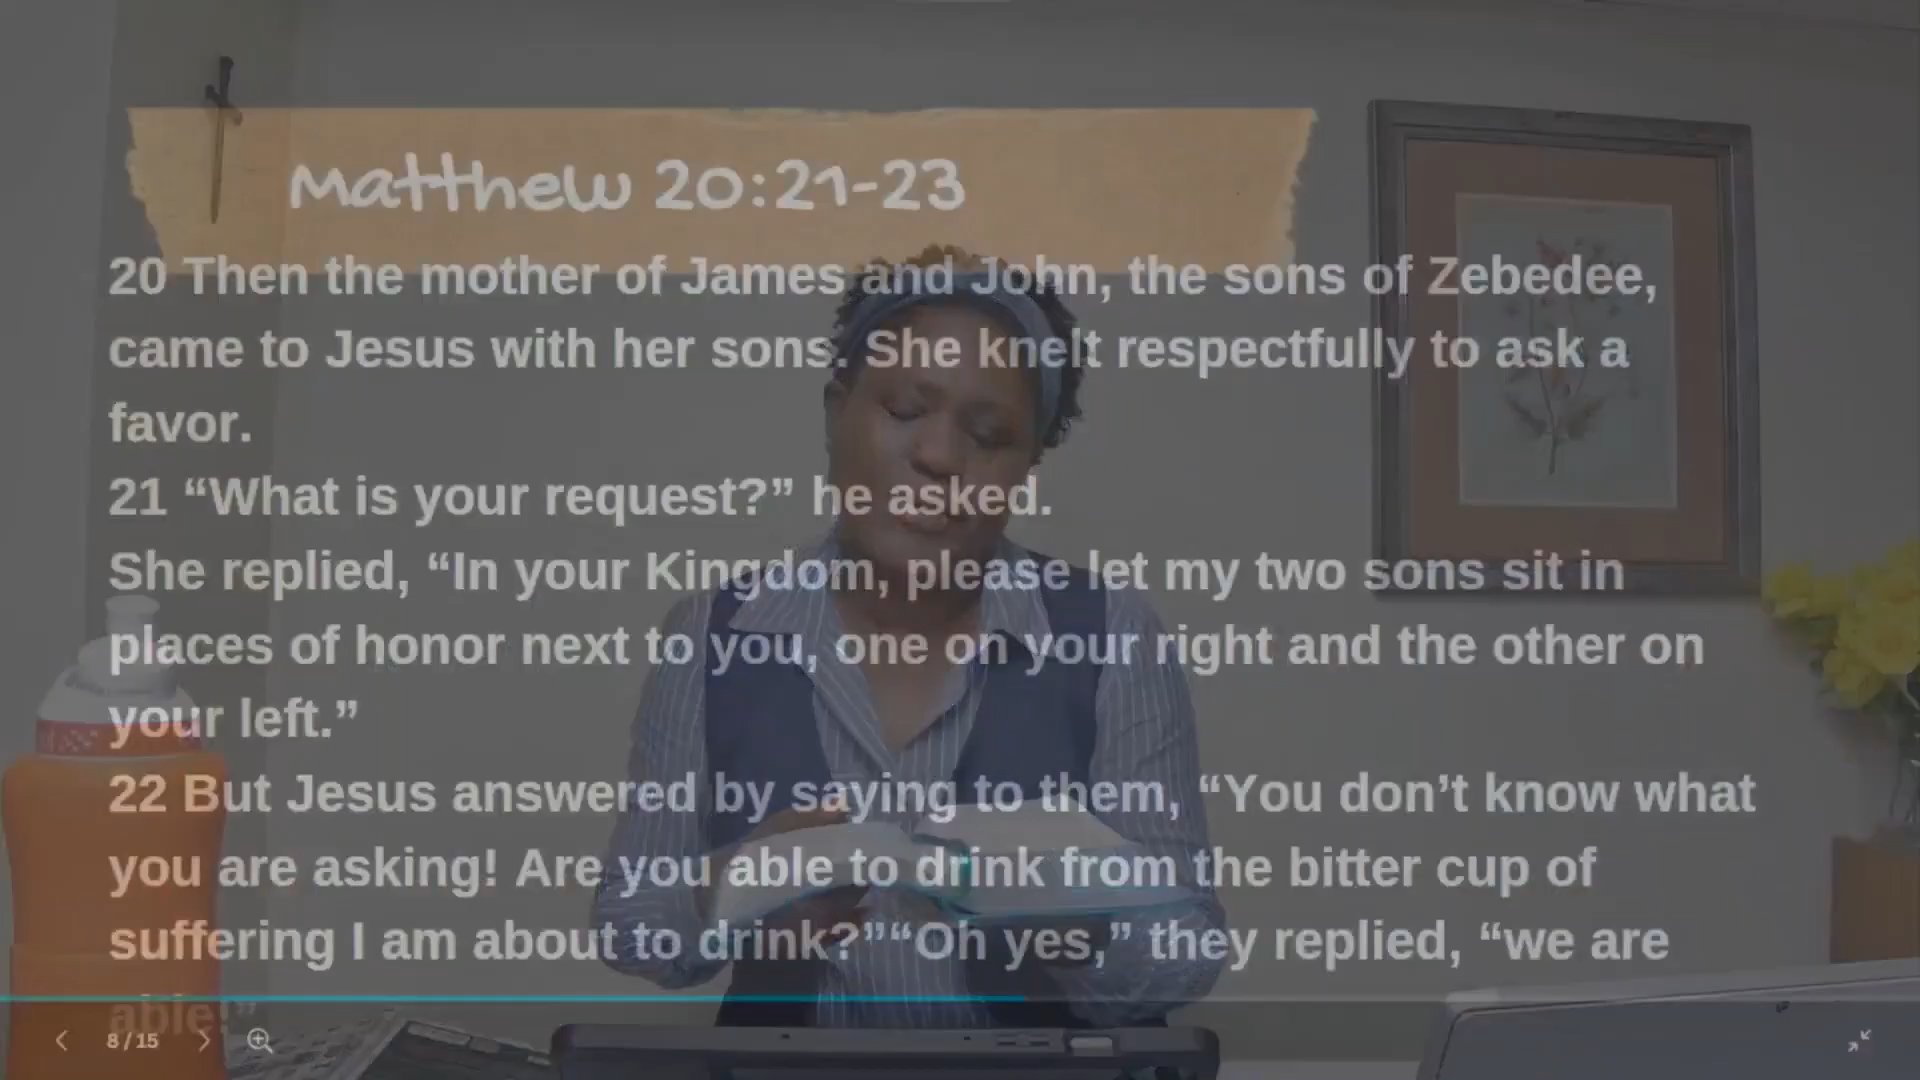 Matthew 20:21-23
20 Then the mother of James and John, the sons of Zebedee,
came to Jesus with her sons. She knelt respectfully to ask a
favor.
21 “What is your request?” he asked.
She replied, “In your Kingdom, please let my two sons sit in
places of honor next to you, one on your right and the other on
your left.”
22 But Jesus answered by saying to them, “You don’t know what
you are asking! Are you able to drink from the bitter cup of
suffering I am about to drink?”“Oh yes,” they replied, “we are
able!”
8 / 15